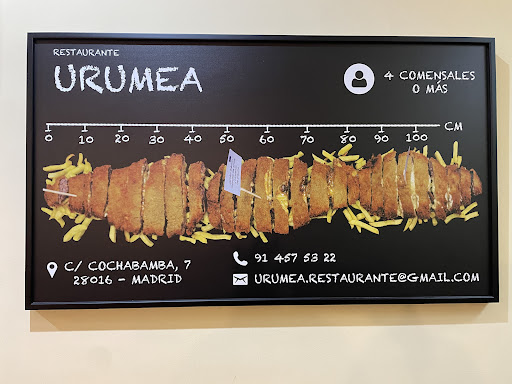 RESTAURANTE
URUMEA
4 COMENSALES
O MÁS
CM
0 10 20 30 40 50 60 70 80 90 100
C/ COCHABAMBA, 7
28016 - MADRID
91 457 53 22
URUMEA.RESTAURANTE@GMAIL.COM